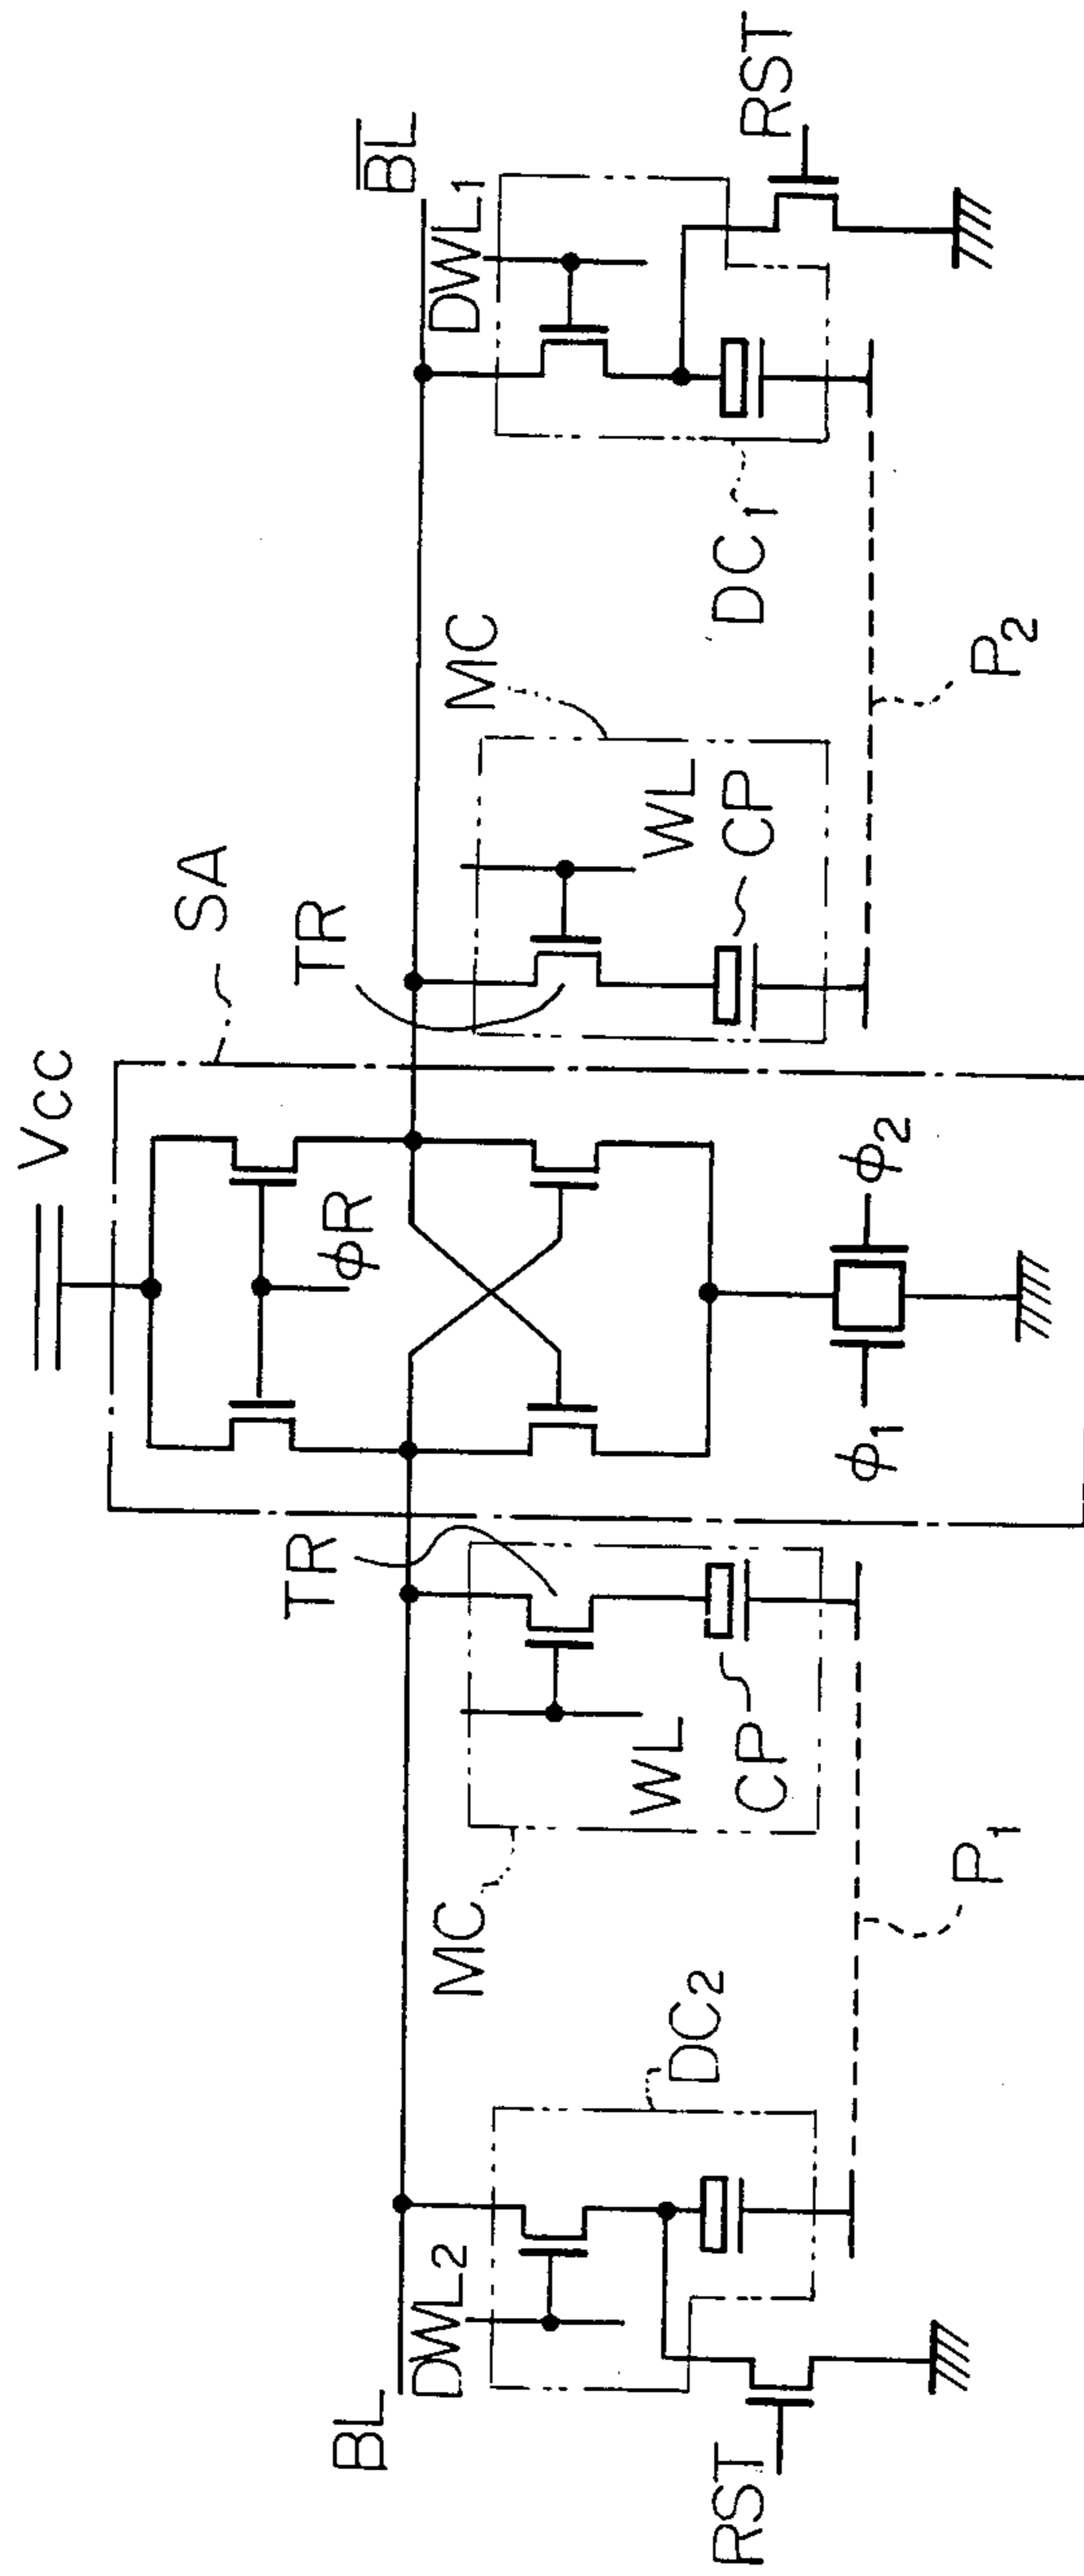 Vcc
SA
φR
TR
TR
BL
B̅L̅
DWL2
DWL1
MC
MC
WL
WL
CP
CP
DC2
DC1
RST
RST
φ1
φ2
P1
P2